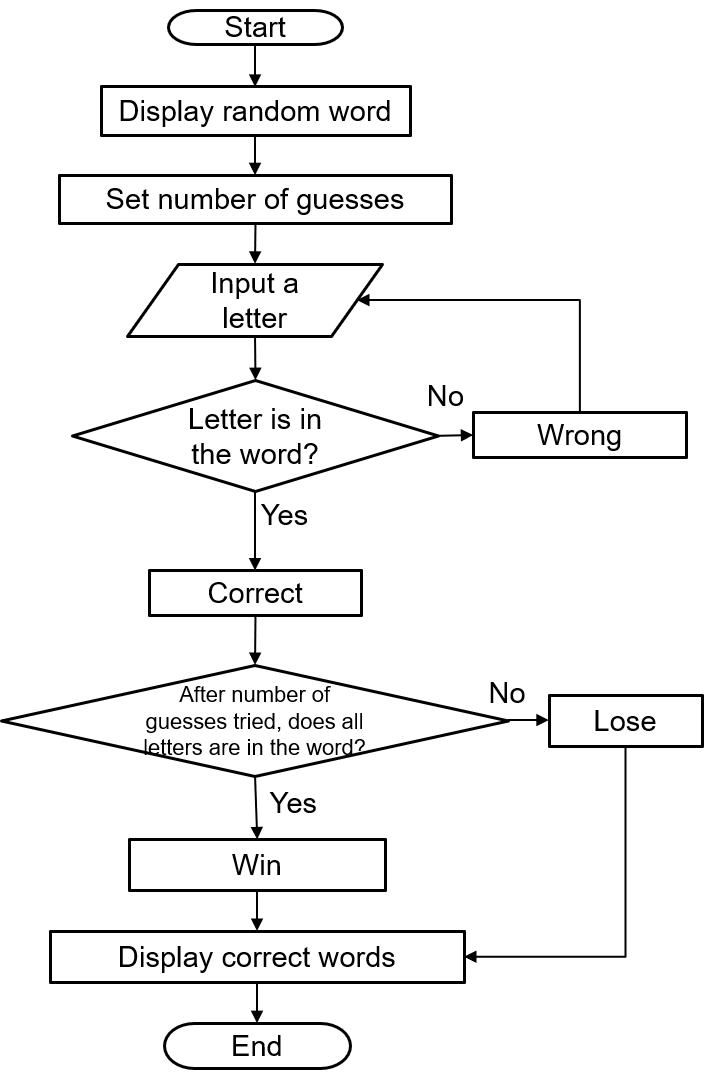 Start
Display random word
Set number of guesses
Input a
letter
Letter is in
the word?
No
Wrong
Yes
Correct
After number of
guesses tried, does all
letters are in the word?
No
Lose
Yes
Win
Display correct words
End